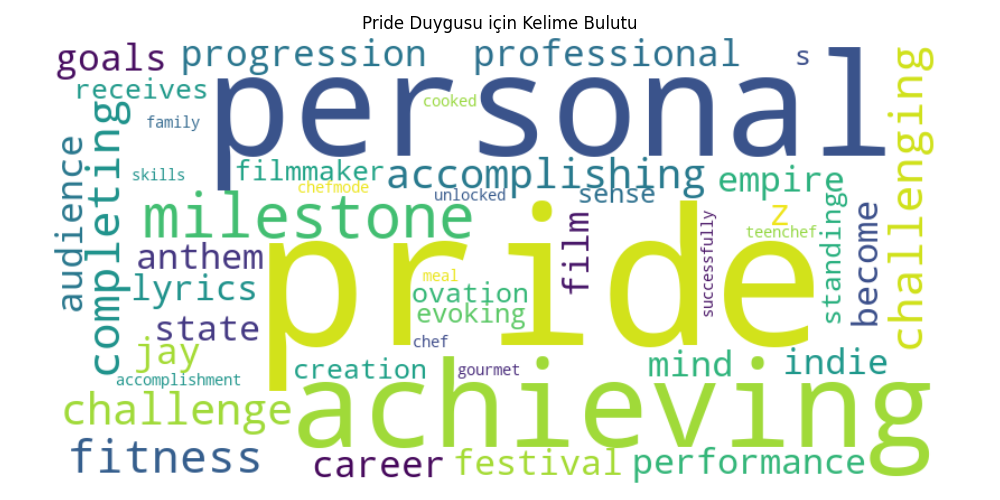 Pride Duygusu için Kelime Bulutu
goals
progression
professional
s
personal
receives
cooked
family
challenging
completing
audience
skills
filmmaker
chefmode
accomplishing
unlocked
sense
empire
milestone
z
teenchef
standinge
become
film
successfully
anthem
pride
lyrics
meal
ovation
evoking
state
chef
jay
creation
gourmet
mind
indie
accomplishment
challenge
achieving
fitness
career
festival
performance